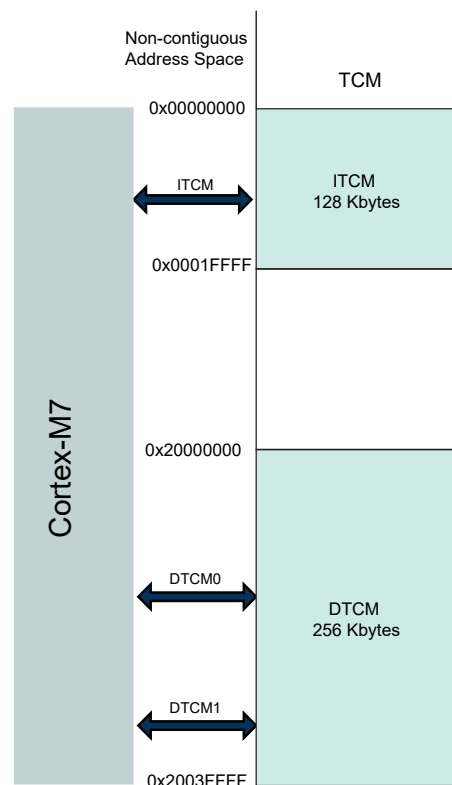 Non-contiguous
Address Space
TCM
0x00000000
ITCM
ITCM
128 Kbytes
0x0001FFFF
Cortex-M7
0x20000000
DTCM0
DTCM
256 Kbytes
DTCM1
0x2003FFFF